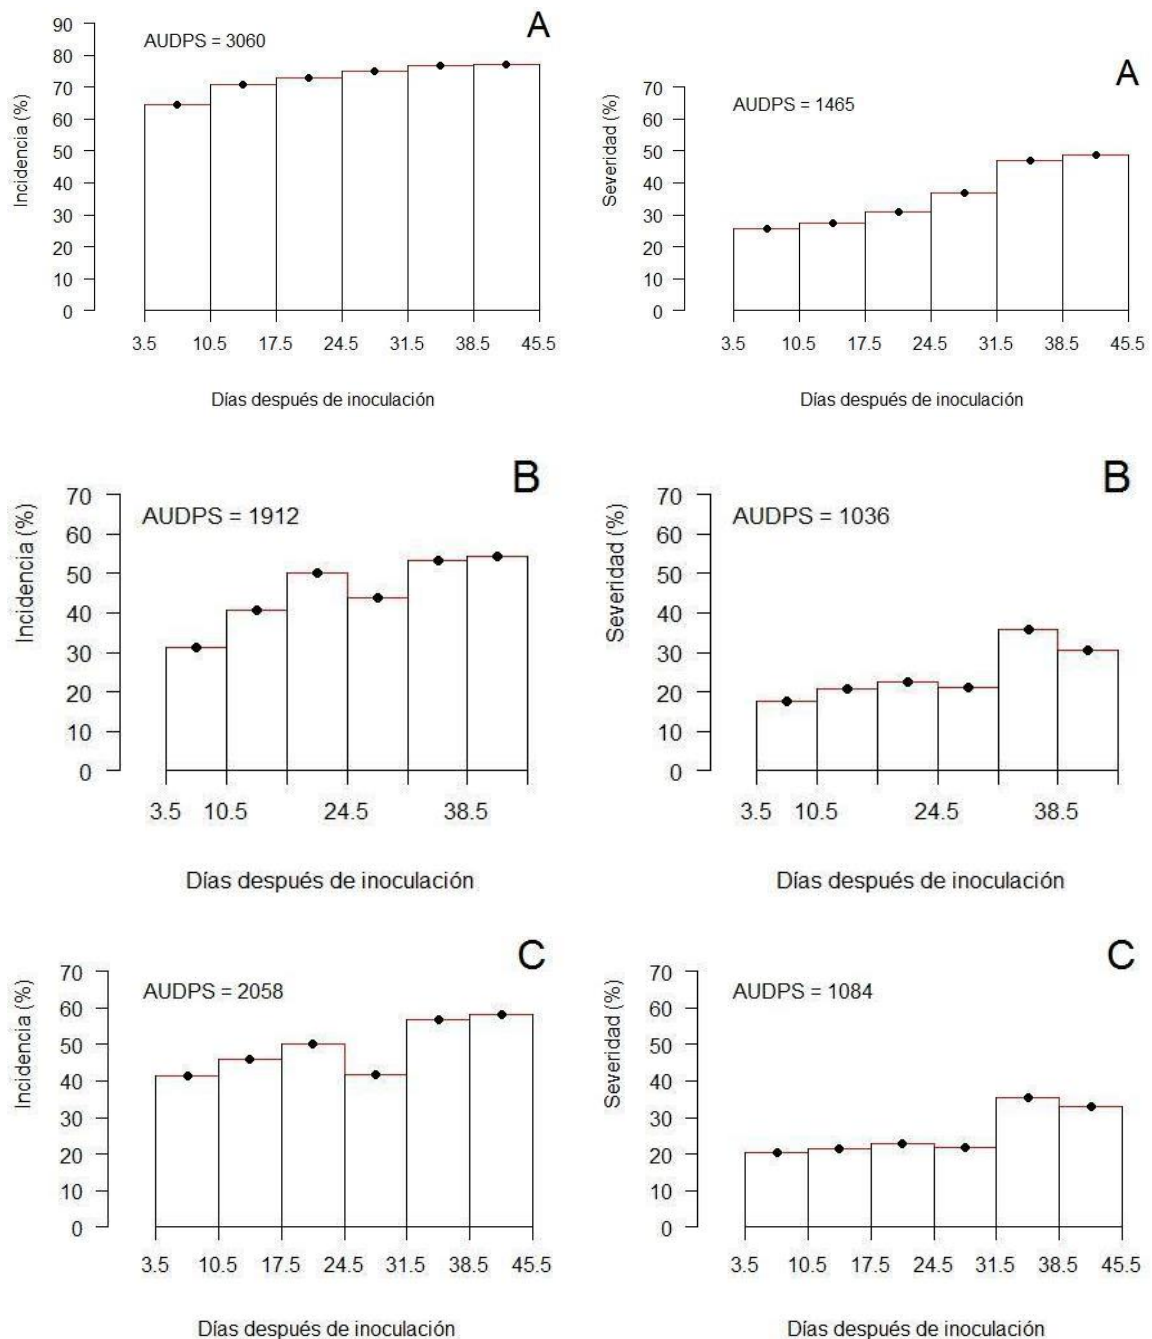 A
AUDPS = 3060
Incidencia (%)
90
80
70
60
50
40
30
20
10
0
3.5 10.5 17.5 24.5 31.5 38.5 45.5
Días después de inoculación
A
AUDPS = 1465
Severidad (%)
70
60
50
40
30
20
10
0
3.5 10.5 17.5 24.5 31.5 38.5 45.5
Días después de inoculación
B
AUDPS = 1912
Incidencia (%)
70
60
50
40
30
20
10
0
3.5 10.5 24.5 38.5
Días después de inoculación
B
AUDPS = 1036
Severidad (%)
70
60
50
40
30
20
10
0
3.5 10.5 24.5 38.5
Días después de inoculación
C
AUDPS = 2058
Incidencia (%)
70
60
50
40
30
20
10
0
3.5 10.5 17.5 24.5 31.5 38.5 45.5
Días después de inoculación
C
AUDPS = 1084
Severidad (%)
70
60
50
40
30
20
10
0
3.5 10.5 17.5 24.5 31.5 38.5 45.5
Días después de inoculación